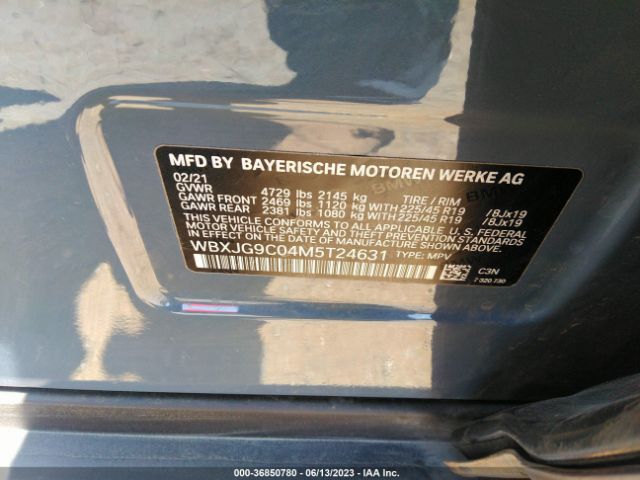 MFD BY BAYERISCHE MOTOREN WERKE AG
02/21
GVWR 4729 lbs 2145 kg TIRE / RIM
GAWR FRONT 2469 lbs 1120 kg WITH 225/45 R19 /8Jx19
GAWR REAR 2381 lbs 1080 kg WITH 225/45 R19 /8Jx19
THIS VEHICLE CONFORMS TO ALL APPLICABLE U.S. FEDERAL
MOTOR VEHICLE SAFETY AND THEFT PREVENTION STANDARDS
IN EFFECT ON THE DATE OF MANUFACTURE SHOWN ABOVE.
WBXJG9C04M5T24631 TYPE: MPV
C3N
7 320 730
000-36850780 - 06/13/2023 - IAA Inc.